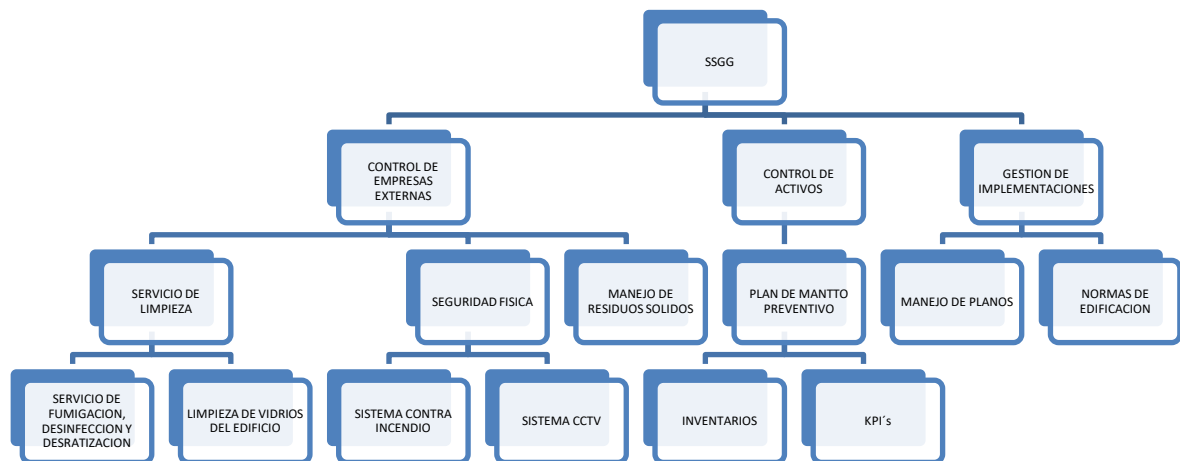 SSGG
CONTROL DE
EMPRESAS
EXTERNAS
CONTROL DE
ACTIVOS
GESTION DE
IMPLEMENTACIONES
SERVICIO DE
LIMPIEZA
SEGURIDAD FISICA
MANEJO DE
RESIDUOS SOLIDOS
PLAN DE MANTTO
PREVENTIVO
MANEJO DE PLANOS
NORMAS DE
EDIFICACION
SERVICIO DE
FUMIGACION,
DESINFECCION Y
DESRATIZACION
LIMPIEZA DE VIDRIOS
DEL EDIFICIO
SISTEMA CONTRA
INCENDIO
SISTEMA CCTV
INVENTARIOS
KPI´s